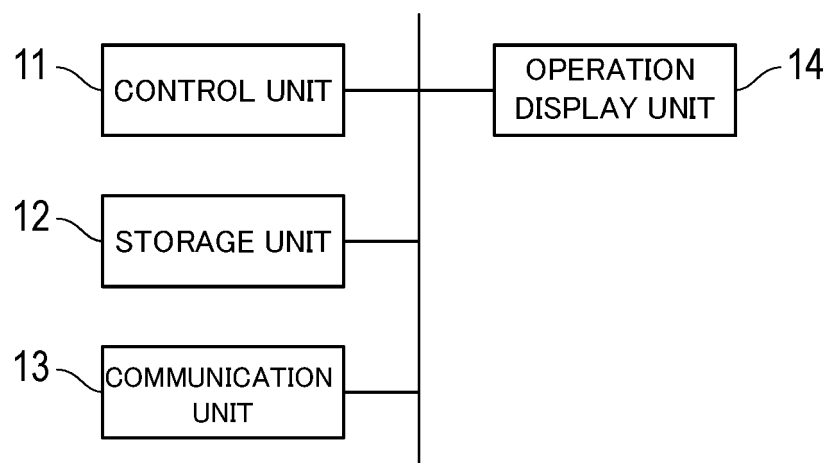 11
CONTROL UNIT
OPERATION
DISPLAY UNIT
14
12
STORAGE UNIT
13
COMMUNICATION
UNIT